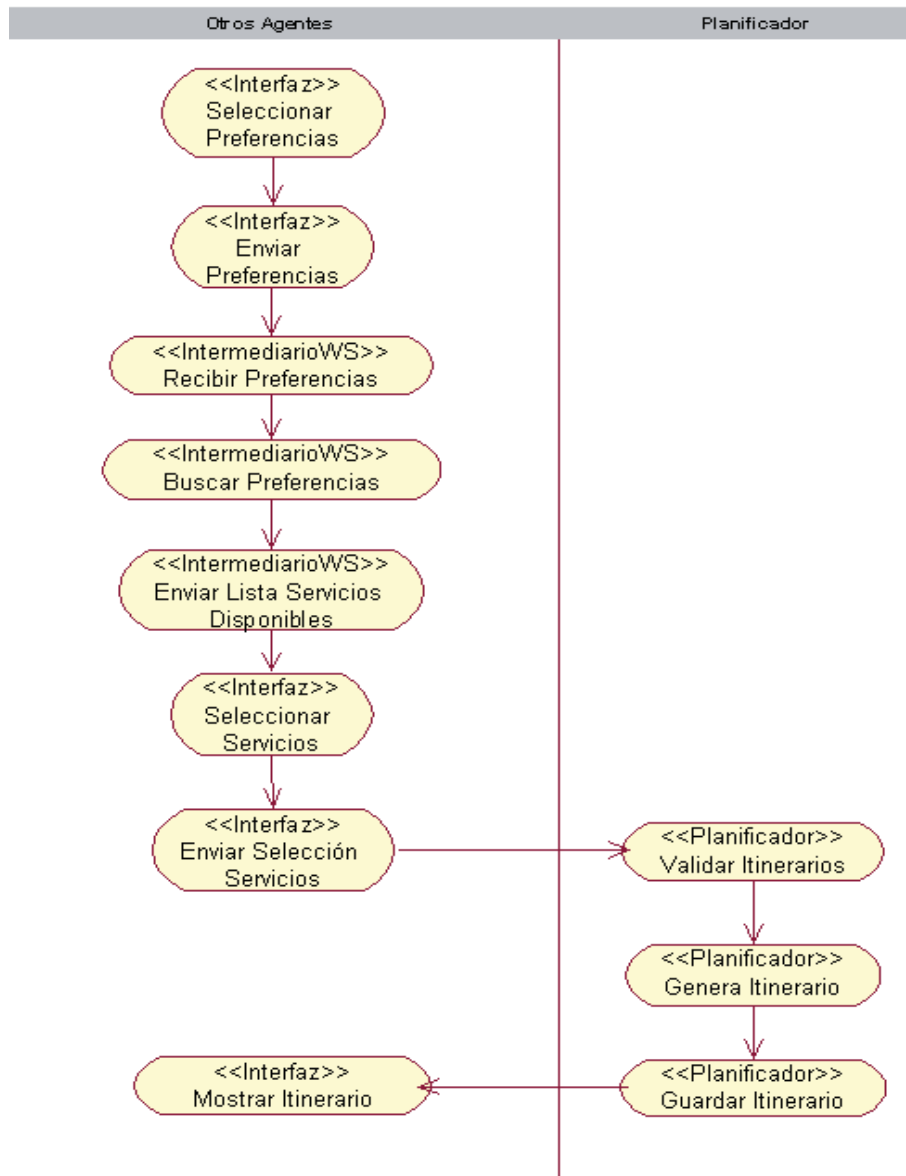 Otros Agentes
Planificador
<<Interfaz>>
Seleccionar
Preferencias
<<Interfaz>>
Enviar
Preferencias
<<IntermediarioWS>>
Recibir Preferencias
<<IntermediarioWS>>
Buscar Preferencias
<<IntermediarioWS>>
Enviar Lista Servicios
Disponibles
<<Interfaz>>
Seleccionar
Servicios
<<Interfaz>>
Enviar Selección
Servicios
<<Planificador>>
Validar Itinerarios
<<Planificador>>
Genera Itinerario
<<Planificador>>
Guardar Itinerario
<<Interfaz>>
Mostrar Itinerario